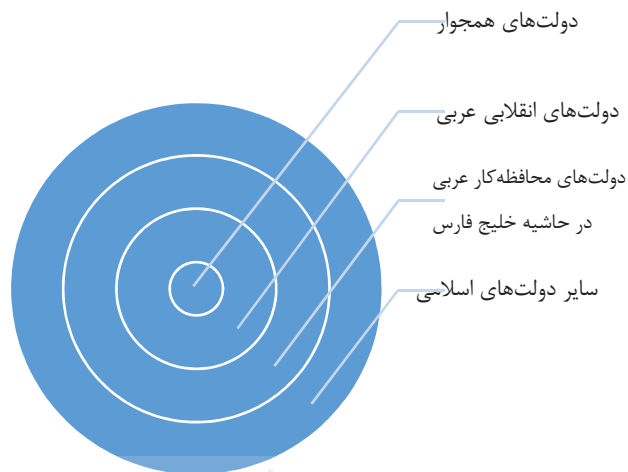 دولت‌های همجوار
دولت‌های انقلابی عربی
دولت‌های محافظه‌کار عربی
در حاشیه خلیج فارس
سایر دولت‌های اسلامی